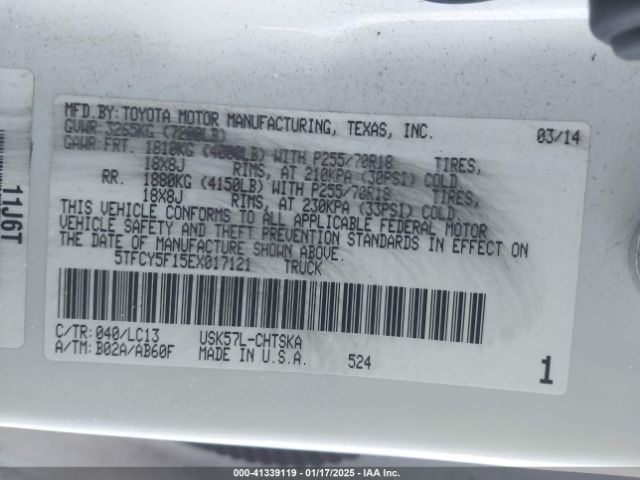 MFD.BY:TOYOTA MOTOR MANUFACTURING, TEXAS, INC. 03/14
GVWR:3265KG (7200LB)
GAWR:FRT. 1810KG (4000LB) WITH P255/70R18 TIRES,
18X8J RIMS, AT 210KPA (30PSI) COLD.
RR. 1880KG (4150LB) WITH P255/70R18 TIRES,
18X8J RIMS, AT 230KPA (33PSI) COLD.
THIS VEHICLE CONFORMS TO ALL APPLICABLE FEDERAL MOTOR
VEHICLE SAFETY AND THEFT PREVENTION STANDARDS IN EFFECT ON
THE DATE OF MANUFACTURE SHOWN ABOVE.
5TFCY5F15EX017121 TRUCK
C/TR:040/LC13 USK57L-CHTSKA
A/TM:B02A/AB60F MADE IN U.S.A. 524 1
11J6T
000-41339119 - 01/17/2025 - IAA Inc.